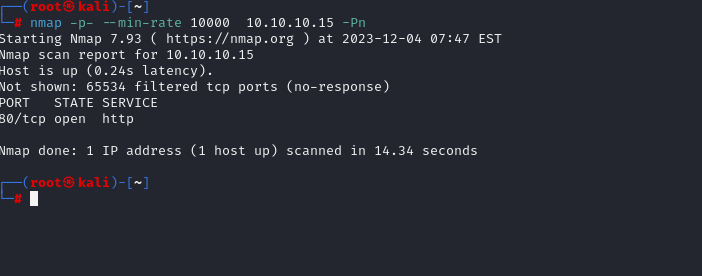 ┌──(root㉿kali)-[~]
└─# nmap -p- --min-rate 10000  10.10.10.15 -Pn
Starting Nmap 7.93 ( https://nmap.org ) at 2023-12-04 07:47 EST
Nmap scan report for 10.10.10.15
Host is up (0.24s latency).
Not shown: 65534 filtered tcp ports (no-response)
PORT   STATE SERVICE
80/tcp open  http

Nmap done: 1 IP address (1 host up) scanned in 14.34 seconds

┌──(root㉿kali)-[~]
└─#